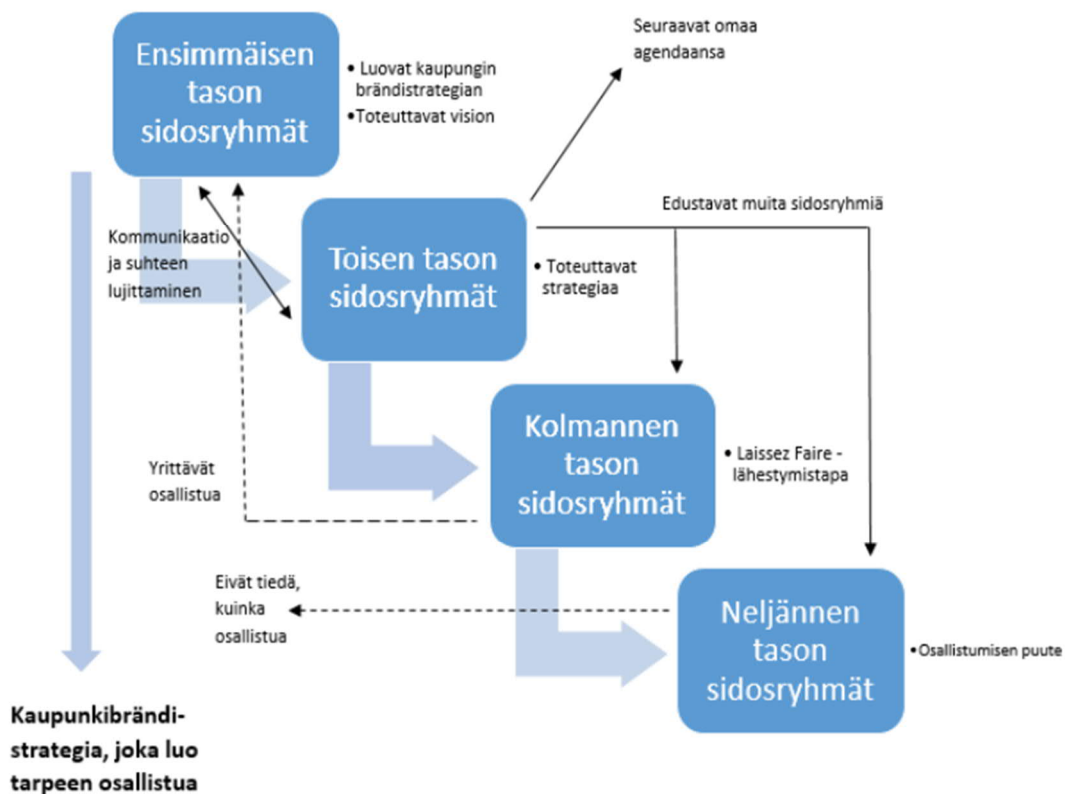 Seuraavat omaa
agendaansa
Ensimmäisen
tason
sidosryhmät
• Luovat kaupungin
brändistrategian
•Toteuttavat vision
Edustavat muita sidosryhmiä
Kommunikaatio
ja suhteen
lujittaminen
Toisen tason
sidosryhmät
• Toteuttavat
strategiaa
Kolmannen
tason
sidosryhmät
• Laissez Faire -
lähestymistapa
Yrittävät
osallistua
Eivät tiedä,
kuinka
osallistua
Neljännen
tason
sidosryhmät
•Osallistumisen puute
Kaupunkibrändi-
strategia, joka luo
tarpeen osallistua